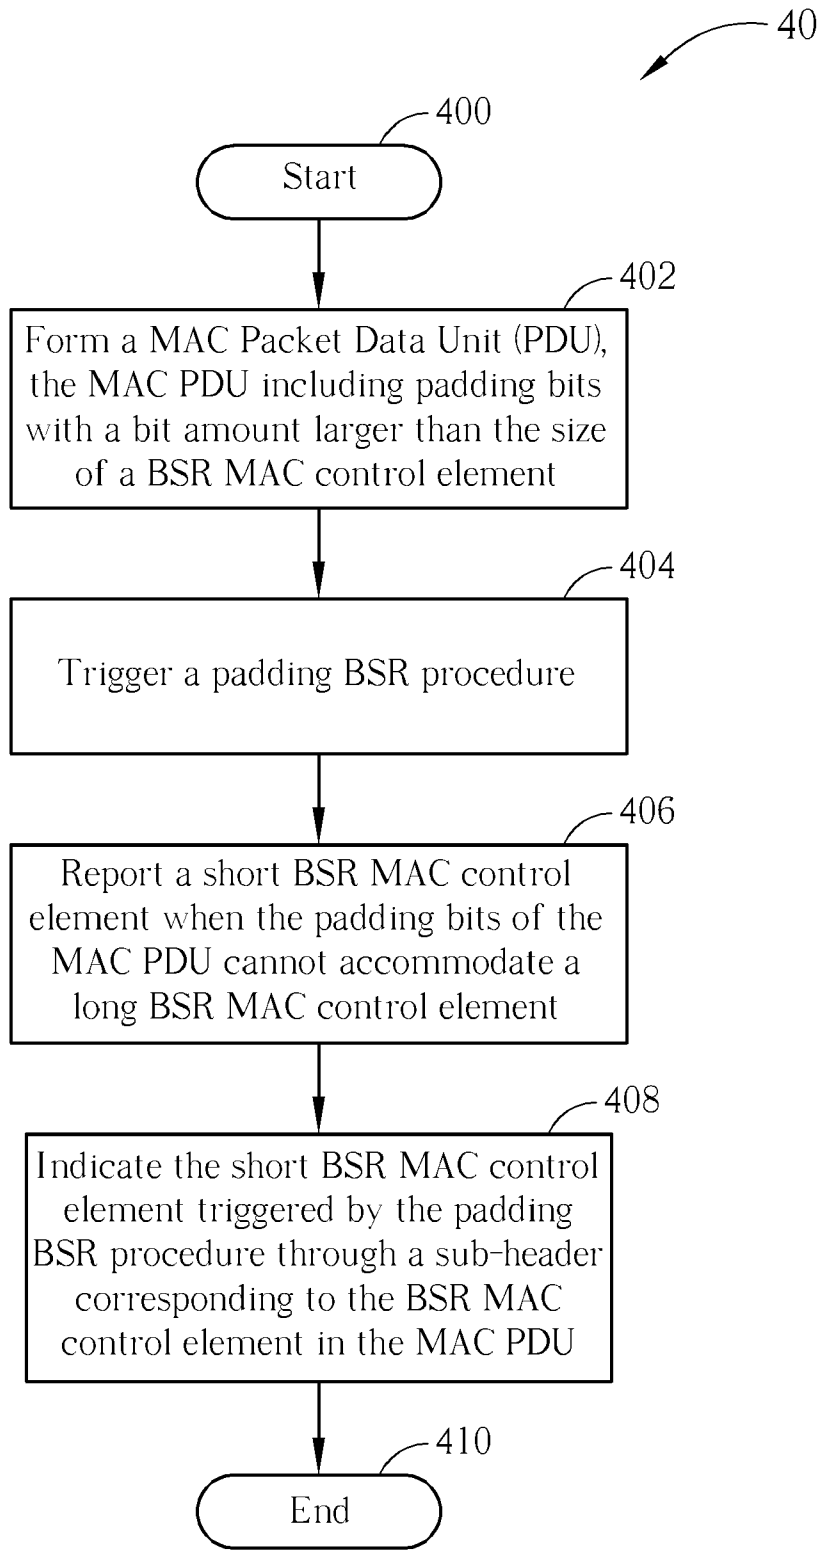 40
400
Start
402
Form a MAC Packet Data Unit (PDU),
the MAC PDU including padding bits
with a bit amount larger than the size
of a BSR MAC control element
404
Trigger a padding BSR procedure
406
Report a short BSR MAC control
element when the padding bits of the
MAC PDU cannot accommodate a
long BSR MAC control element
408
Indicate the short BSR MAC control
element triggered by the padding
BSR procedure through a sub-header
corresponding to the BSR MAC
control element in the MAC PDU
410
End